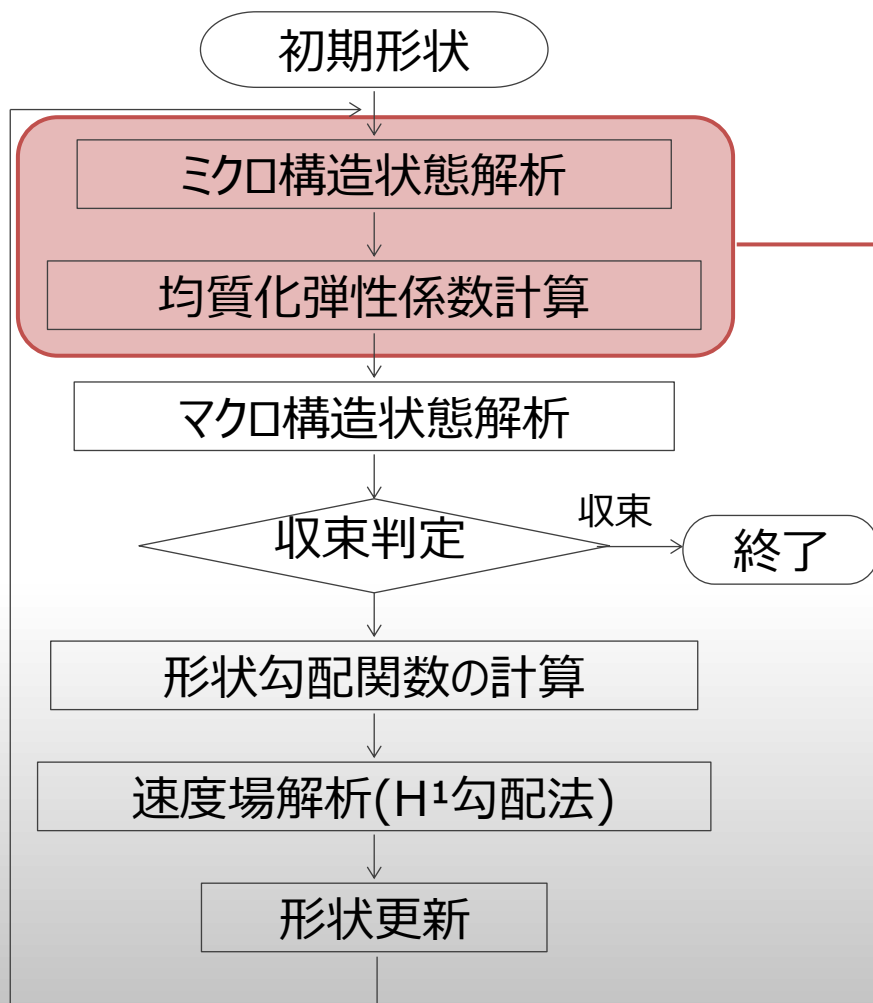 初期形状
ミクロ構造状態解析
均質化弾性係数計算
マクロ構造状態解析
収束判定
収束
終了
形状勾配関数の計算
速度場解析(H¹勾配法)
形状更新